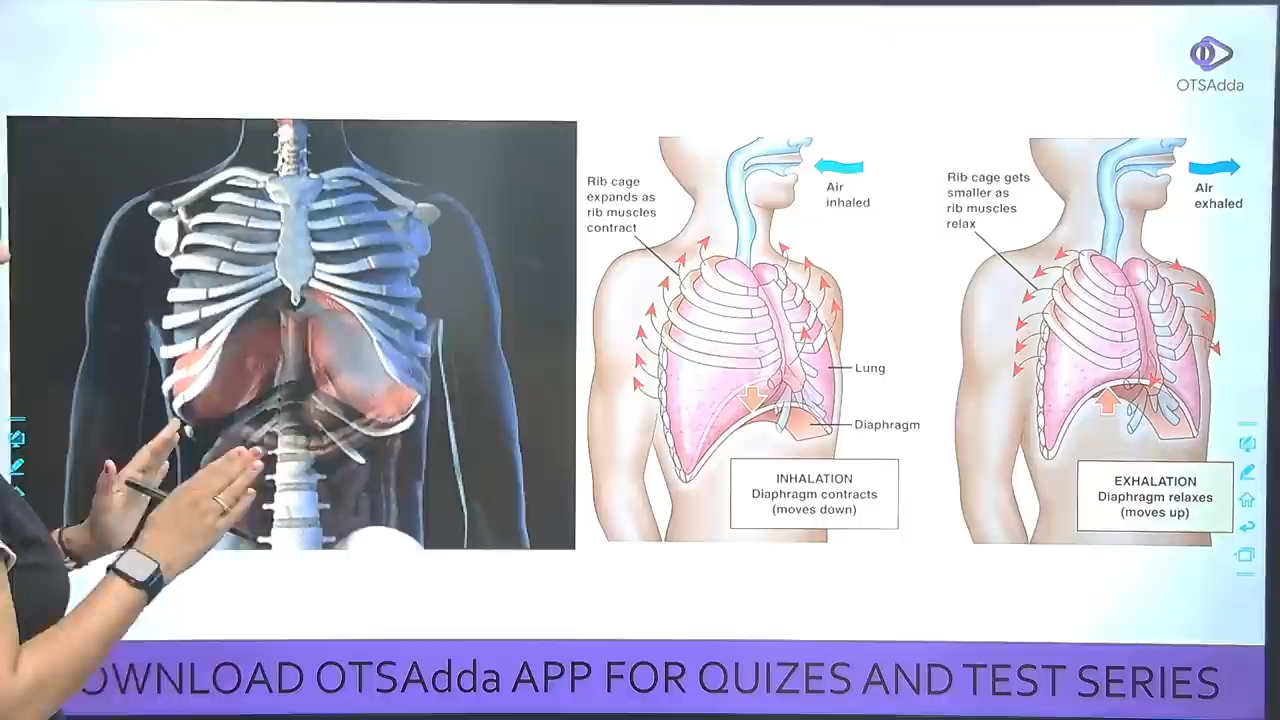 OTSAdda
Rib cage
expands as
rib muscles
contract
Air
inhaled
Lung
Diaphragm
INHALATION
Diaphragm contracts
(moves down)
Rib cage gets
smaller as
rib muscles
relax
Air
exhaled
EXHALATION
Diaphragm relaxes
(moves up)
OWNLOAD OTSAdda APP FOR QUIZES AND TEST SERIES